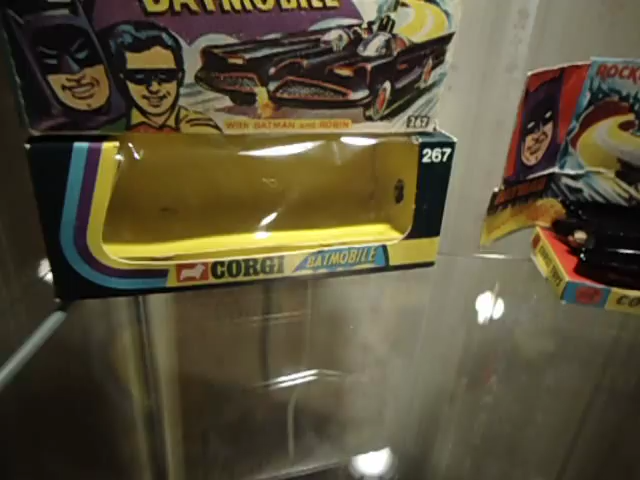 BATMOBILE
WITH BATMAN AND ROBIN
267
267
CORGI BATMOBILE
ROCK
CO